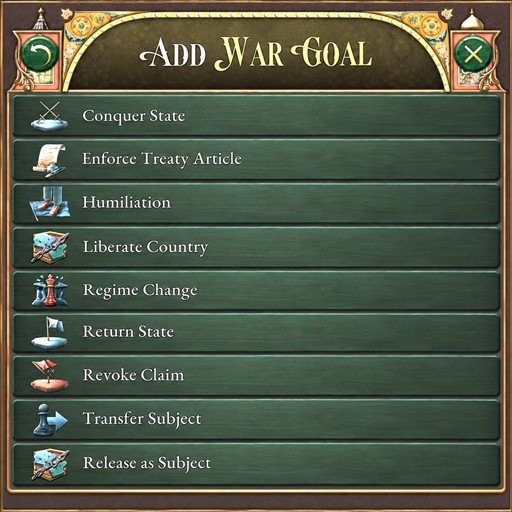 Add War Goal
Conquer State
Enforce Treaty Article
Humiliation
Liberate Country
Regime Change
Return State
Revoke Claim
Transfer Subject
Release as Subject